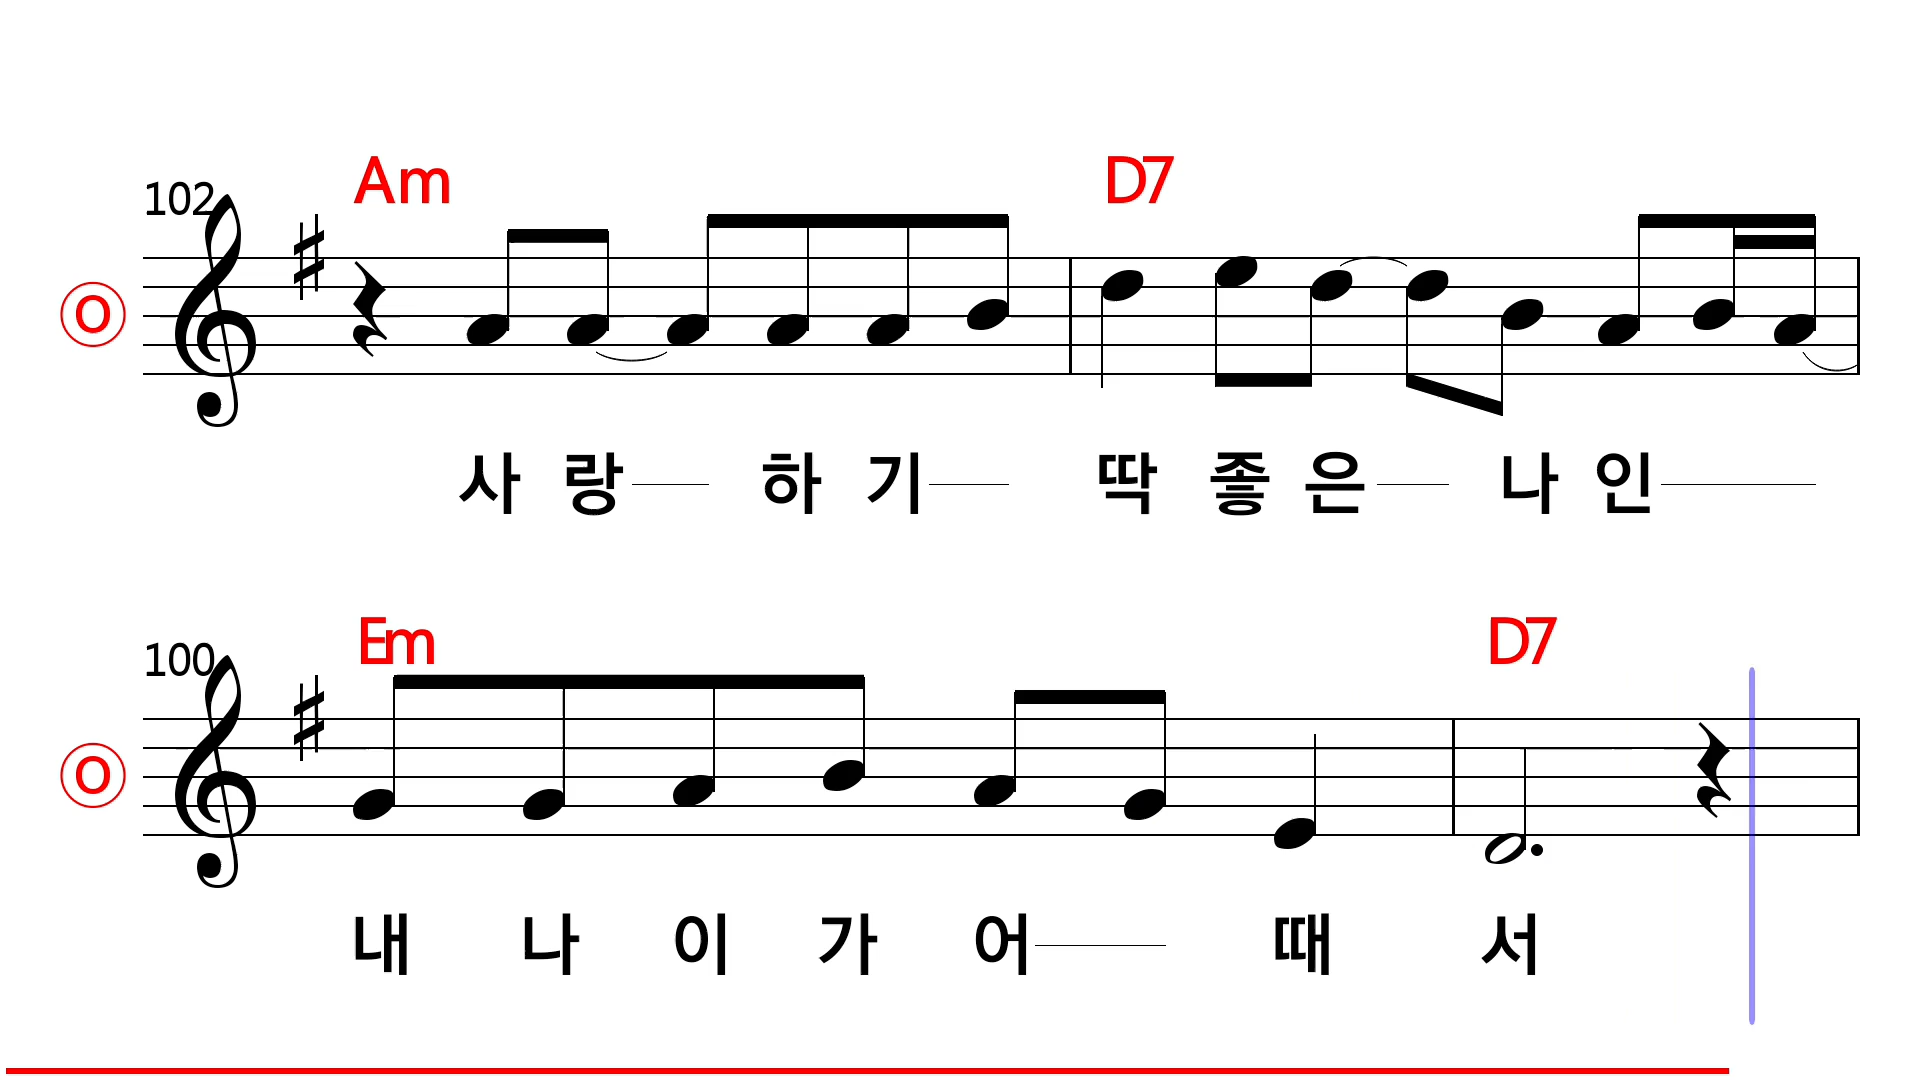 Am D7
102
ⓞ
사 랑 하 기 딱 좋 은 나 인
Em D7
100
ⓞ
내 나 이 가 어 때 서